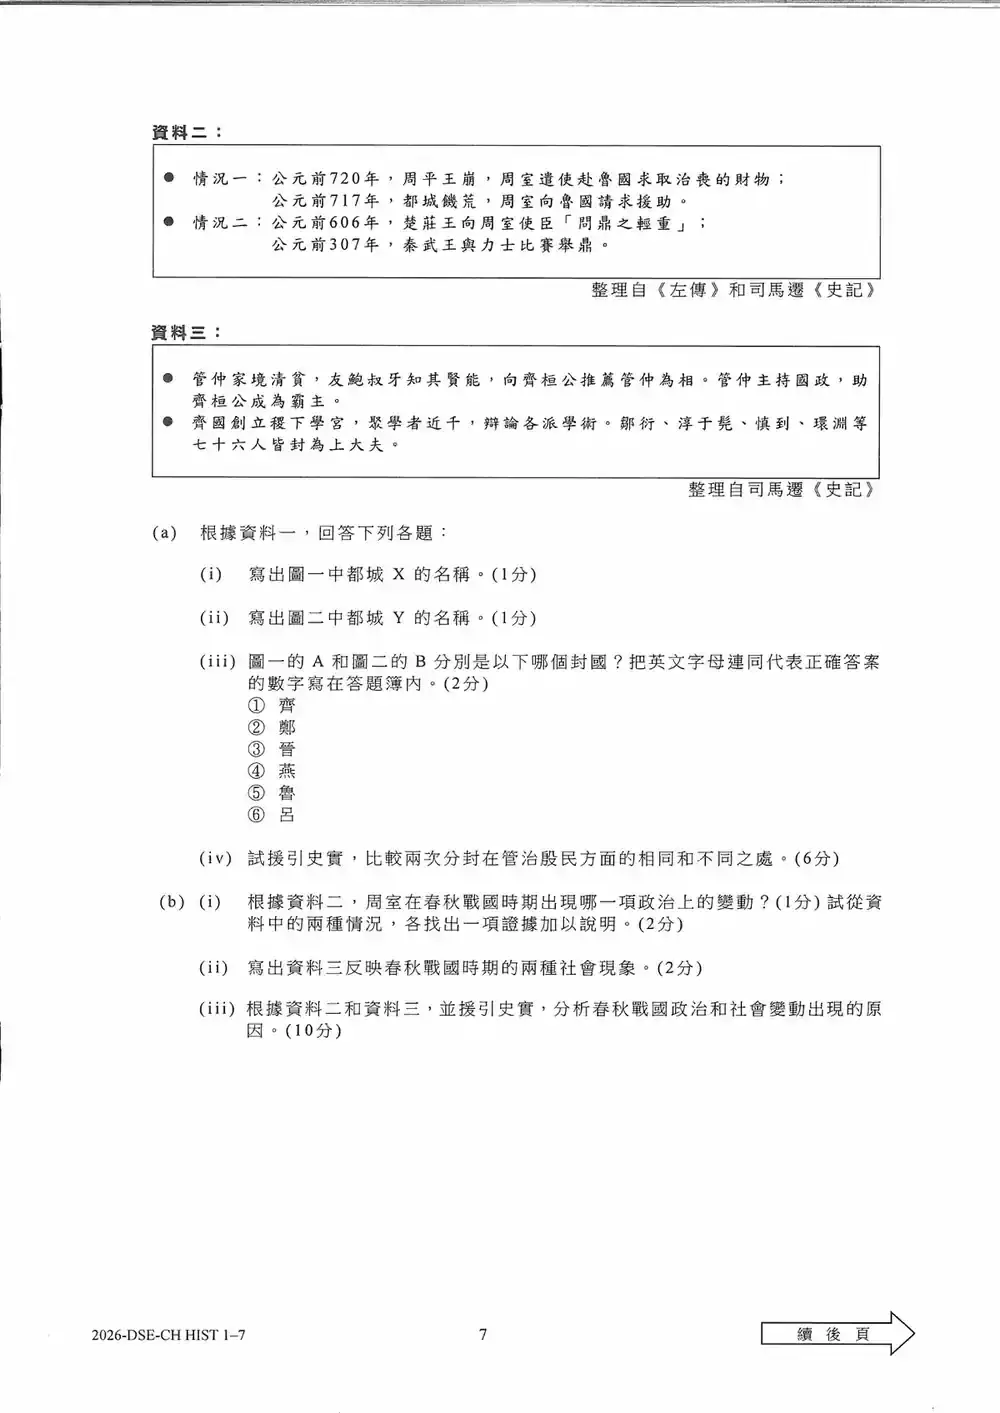 資料二：
● 情況一：公元前720年，周平王崩，周室遣使赴魯國求取治喪的財物；
公元前717年，都城饑荒，周室向魯國請求援助。
● 情況二：公元前606年，楚莊王向周室使臣「問鼎之輕重」；
公元前307年，秦武王與力士比賽舉鼎。
整理自《左傳》和司馬遷《史記》
資料三：
● 管仲家境清貧，友鮑叔牙知其賢能，向齊桓公推薦管仲為相。管仲主持國政，助
齊桓公成為霸主。
● 齊國創立稷下學宮，聚學者近千，辯論各派學術。鄒衍、淳于髡、慎到、環淵等
七十六人皆封為上大夫。
整理自司馬遷《史記》
(a) 根據資料一，回答下列各題：
(i) 寫出圖一中都城 X 的名稱。(1分)
(ii) 寫出圖二中都城 Y 的名稱。(1分)
(iii) 圖一的 A 和圖二的 B 分別是以下哪個封國？把英文字母連同代表正確答案
的數字寫在答題簿內。(2分)
① 齊
② 鄭
③ 晉
④ 燕
⑤ 魯
⑥ 呂
(iv) 試援引史實，比較兩次分封在管治殷民方面的相同和不同之處。(6分)
(b) (i) 根據資料二，周室在春秋戰國時期出現哪一項政治上的變動？(1分) 試從資
料中的兩種情況，各找出一項證據加以說明。(2分)
(ii) 寫出資料三反映春秋戰國時期的兩種社會現象。(2分)
(iii) 根據資料二和資料三，並援引史實，分析春秋戰國政治和社會變動出現的原
因。(10分)
2026-DSE-CH HIST 1–7
7
續後頁